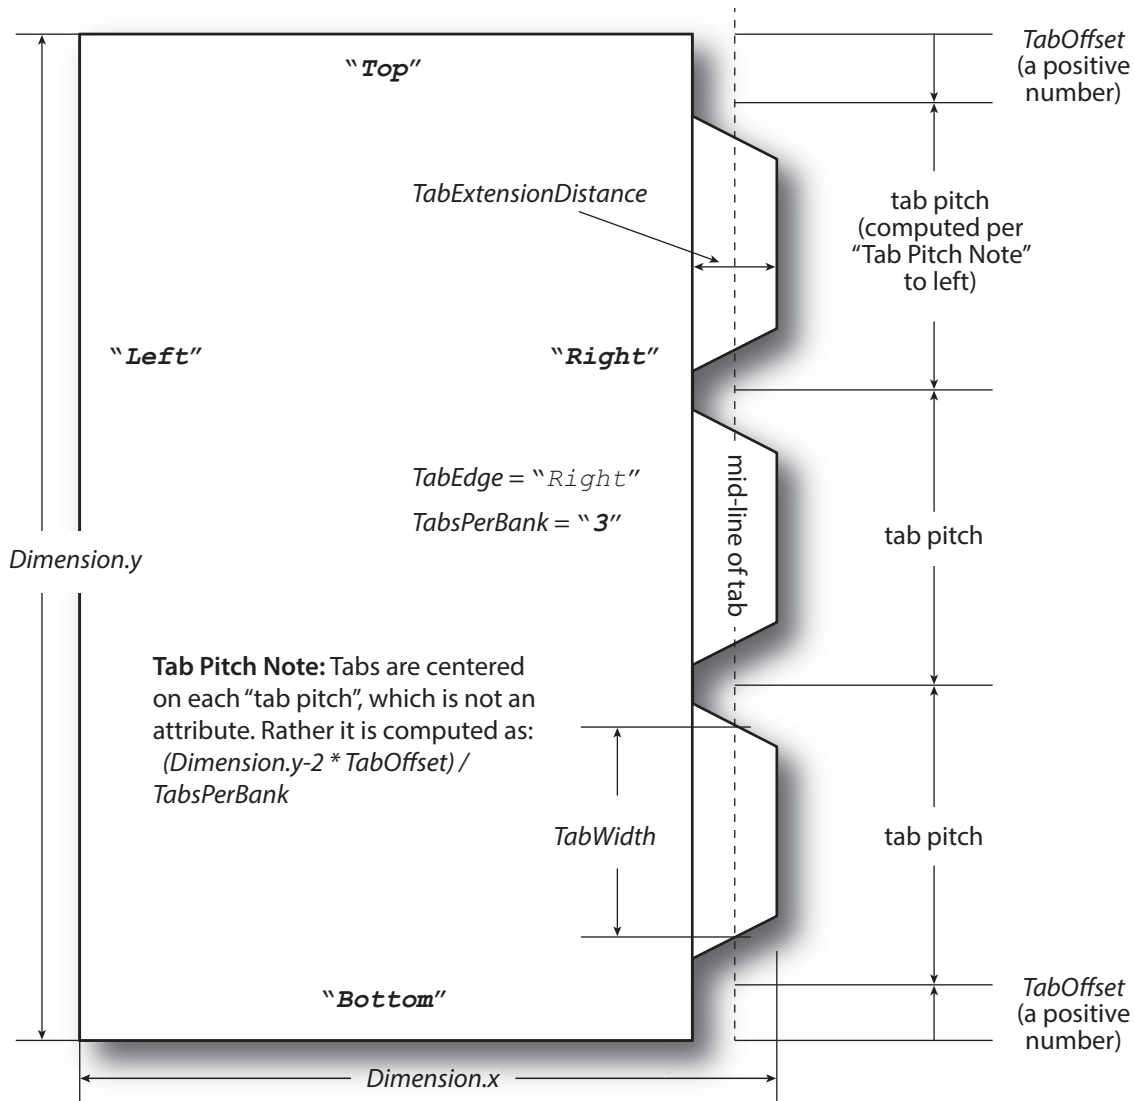 TabOffset
(a positive
number)
“Top”
TabExtensionDistance
tab pitch
(computed per
“Tab Pitch Note”
to left)
“Left”
“Right”
TabEdge = “Right”
TabsPerBank = “3”
mid-line of tab
tab pitch
Dimension.y
Tab Pitch Note: Tabs are centered
on each “tab pitch”, which is not an
attribute. Rather it is computed as:
(Dimension.y-2 * TabOffset) /
TabsPerBank
TabWidth
tab pitch
“Bottom”
TabOffset
(a positive
number)
Dimension.x